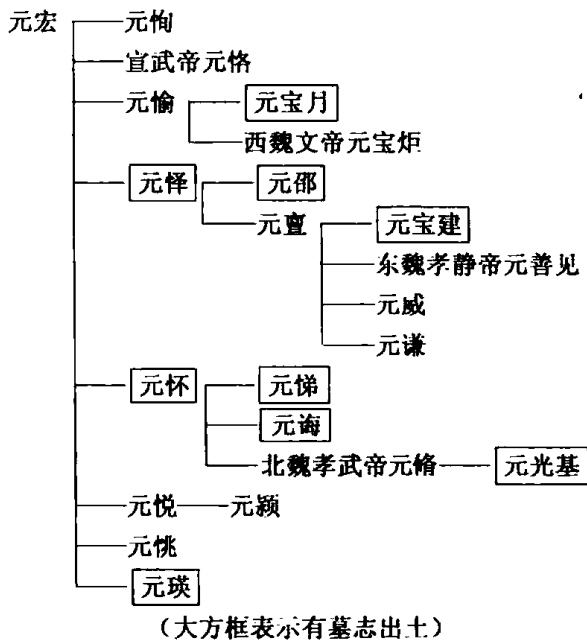 元宏 元恂
宣武帝元恪
元愉 元宝月
西魏文帝元宝炬
元怿 元邵
元亶 元宝建
东魏孝静帝元善见
元威
元谦
元怀 元悌
元诲
北魏孝武帝元脩 元光基
元悦 元颍
元恌
元瑛
(大方框表示有墓志出土)